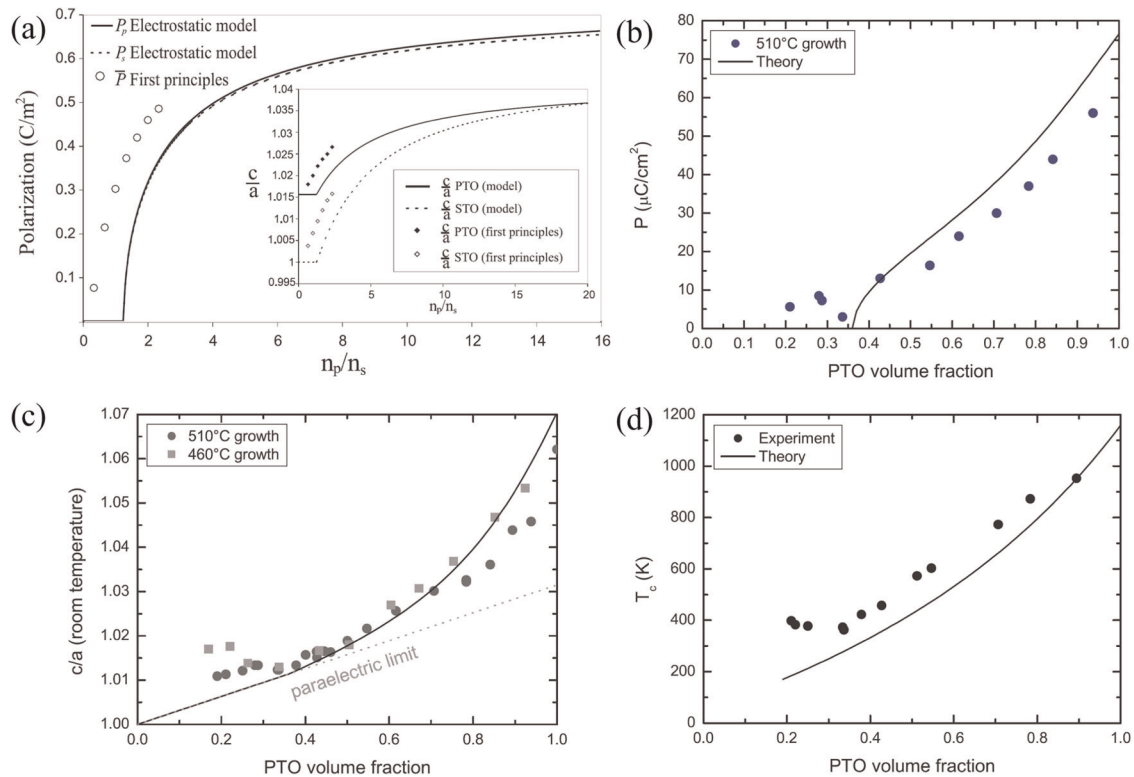 (a)
Polarization (C/m²)
0.7
0.6
0.5
0.4
0.3
0.2
0.1
0
2
4
6
8
10
12
14
16
nₚ/nₛ
Pₚ Electrostatic model
Pₛ Electrostatic model
P̅ First principles
c/a
1.04
1.035
1.03
1.025
1.02
1.015
1.01
1.005
1
0.995
0
5
10
15
20
nₚ/nₛ
c/a PTO (model)
c/a STO (model)
c/a PTO (first principles)
c/a STO (first principles)
(b)
P (μC/cm²)
80
70
60
50
40
30
20
10
0
0.0
0.1
0.2
0.3
0.4
0.5
0.6
0.7
0.8
0.9
1.0
PTO volume fraction
510°C growth
Theory
(c)
c/a (room temperature)
1.07
1.06
1.05
1.04
1.03
1.02
1.01
1.00
0.0
0.2
0.4
0.6
0.8
1.0
PTO volume fraction
510°C growth
460°C growth
paraelectric limit
(d)
T_c (K)
1200
1000
800
600
400
200
0
0.0
0.2
0.4
0.6
0.8
1.0
PTO volume fraction
Experiment
Theory